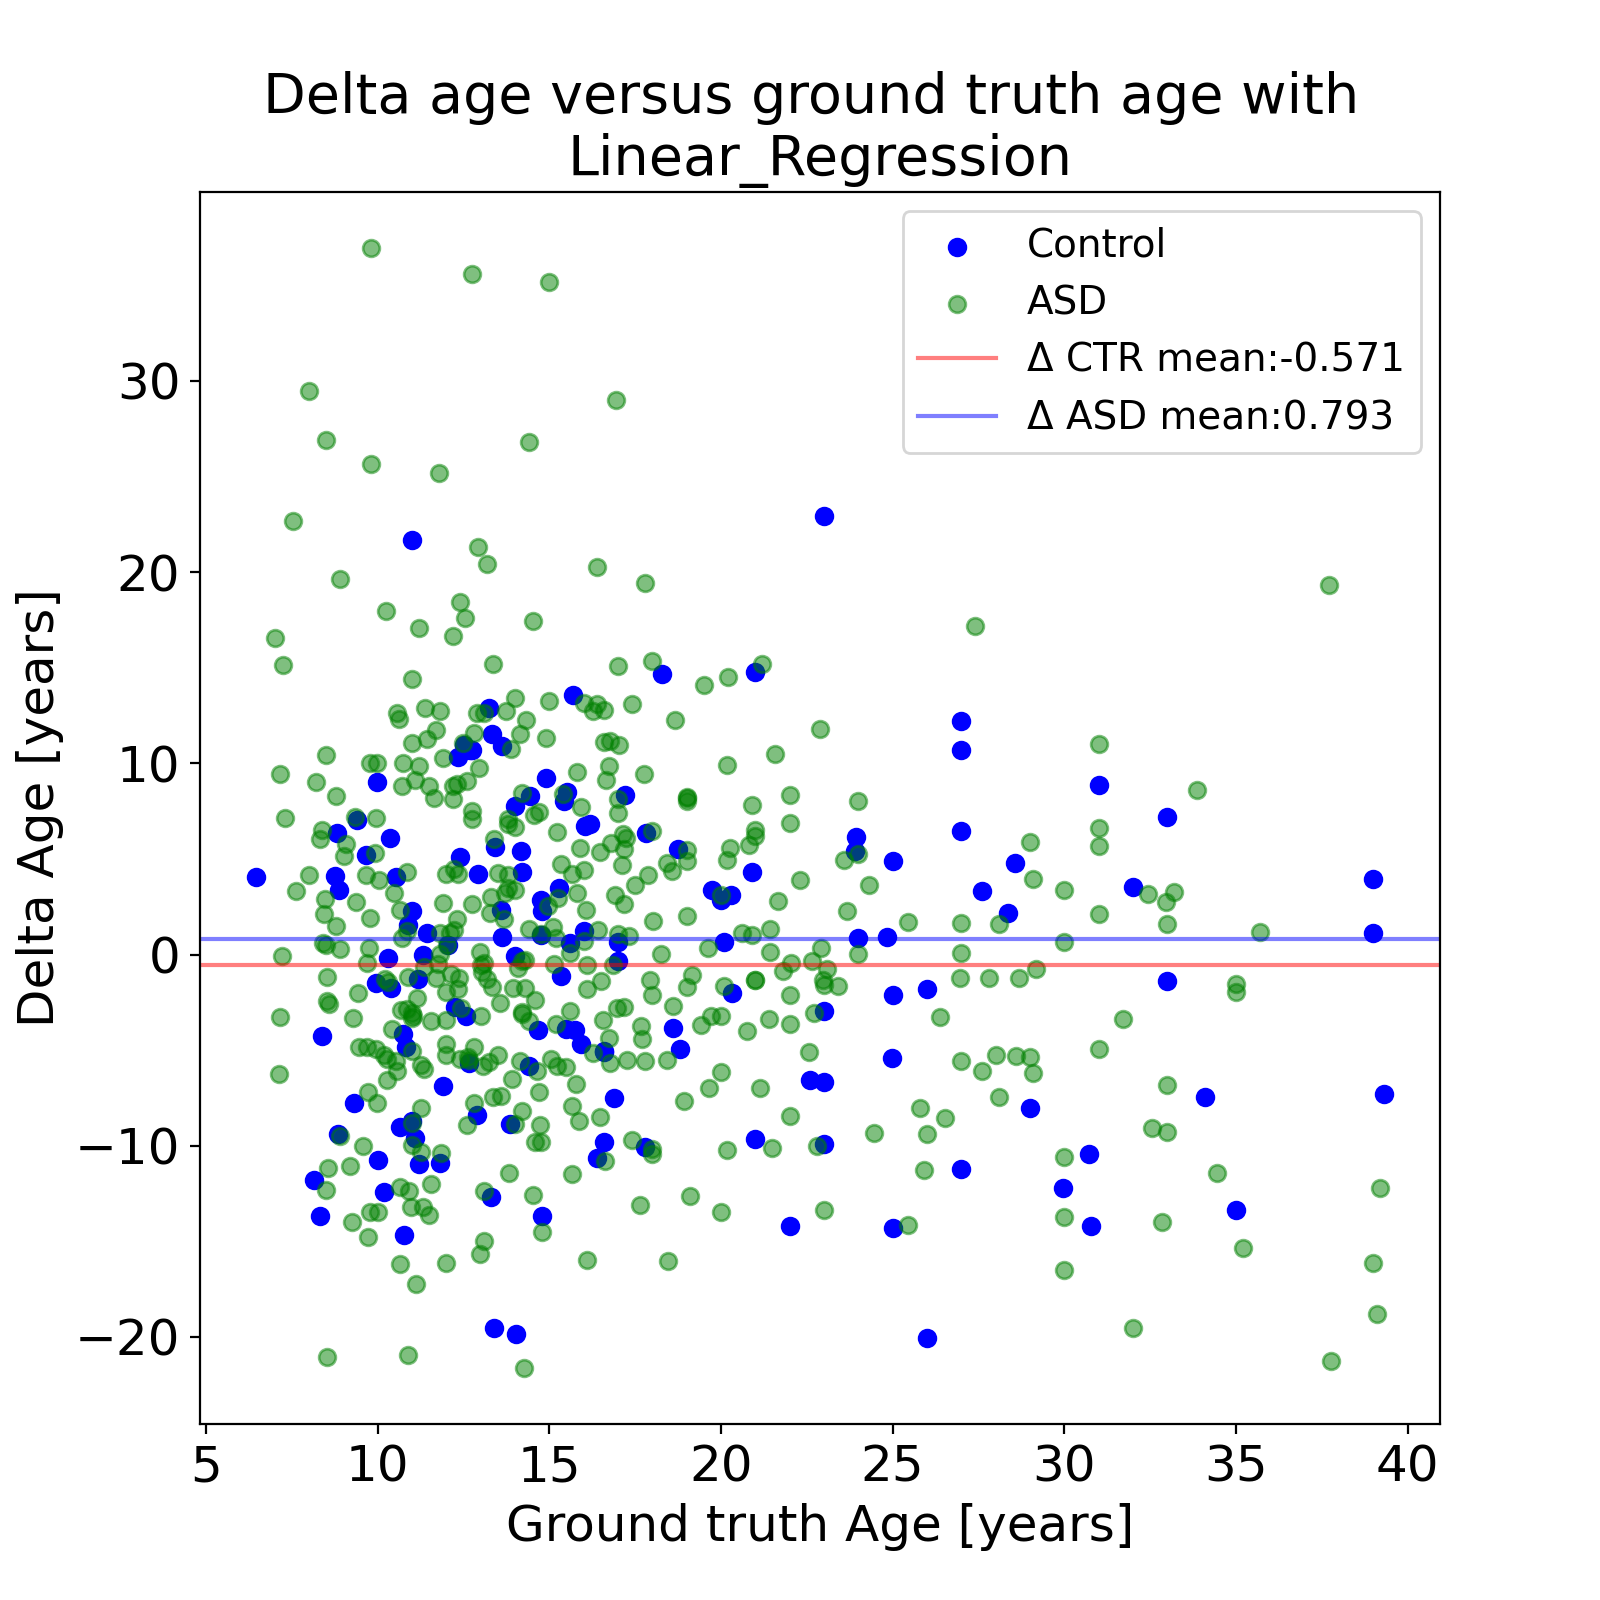 Delta age versus ground truth age with
Linear_Regression
Control
ASD
Δ CTR mean:-0.571
Δ ASD mean:0.793
Delta Age [years]
30
20
10
0
−10
−20
5 10 15 20 25 30 35 40
Ground truth Age [years]